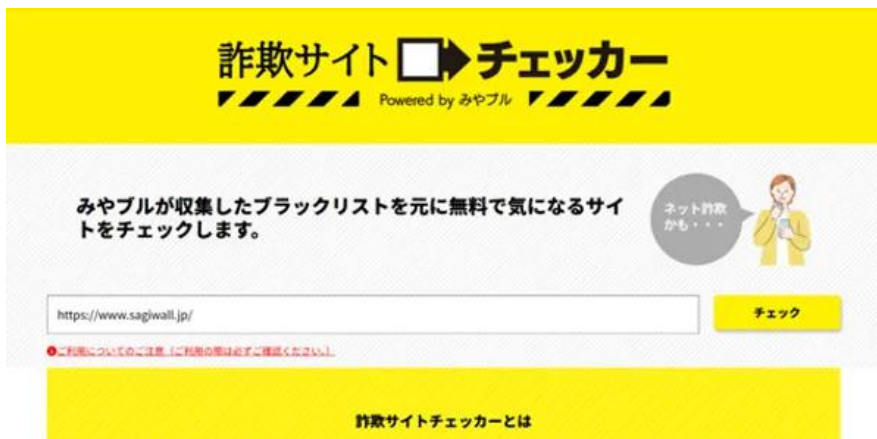 詐欺サイト チェッカー
Powered by みやブル
みやブルが収集したブラックリストを元に無料で気になるサイ
トをチェックします。
ネット詐欺
かも・・・
https://www.sagiwall.jp/
チェック
ご利用についてのご注意（ご利用の際は必ずご確認ください。）
詐欺サイトチェッカーとは